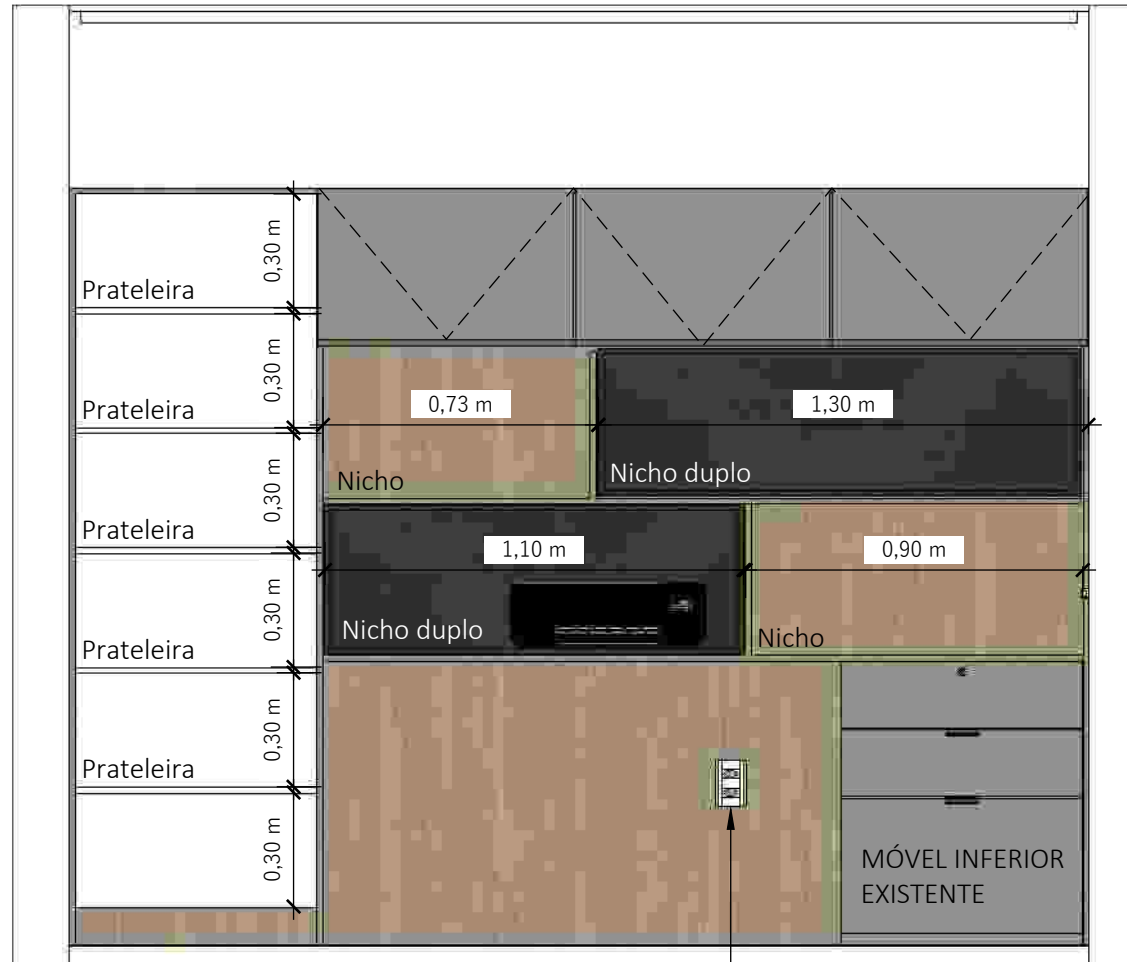 0,30 m
Prateleira
0,30 m
Prateleira
0,73 m
1,30 m
Nicho
Nicho duplo
0,30 m
Prateleira
1,10 m
0,90 m
Nicho duplo
Nicho
0,30 m
Prateleira
0,30 m
Prateleira
0,30 m
MÓVEL INFERIOR
EXISTENTE